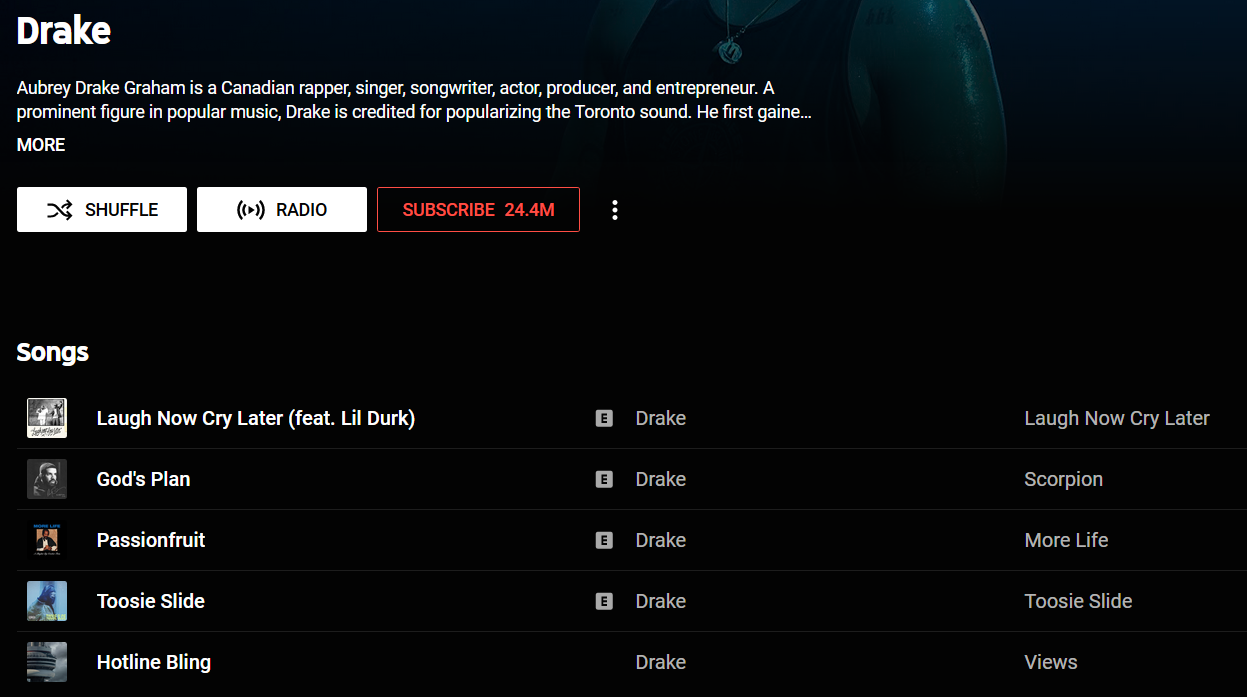 Drake
Aubrey Drake Graham is a Canadian rapper, singer, songwriter, actor, producer, and entrepreneur. A
prominent figure in popular music, Drake is credited for popularizing the Toronto sound. He first gaine...
MORE
SHUFFLE RADIO SUBSCRIBE 24.4M
Songs
Laugh Now Cry Later (feat. Lil Durk) E Drake Laugh Now Cry Later
God's Plan E Drake Scorpion
MORE LIFE
Passionfruit E Drake More Life
Toosie Slide E Drake Toosie Slide
Hotline Bling Drake Views